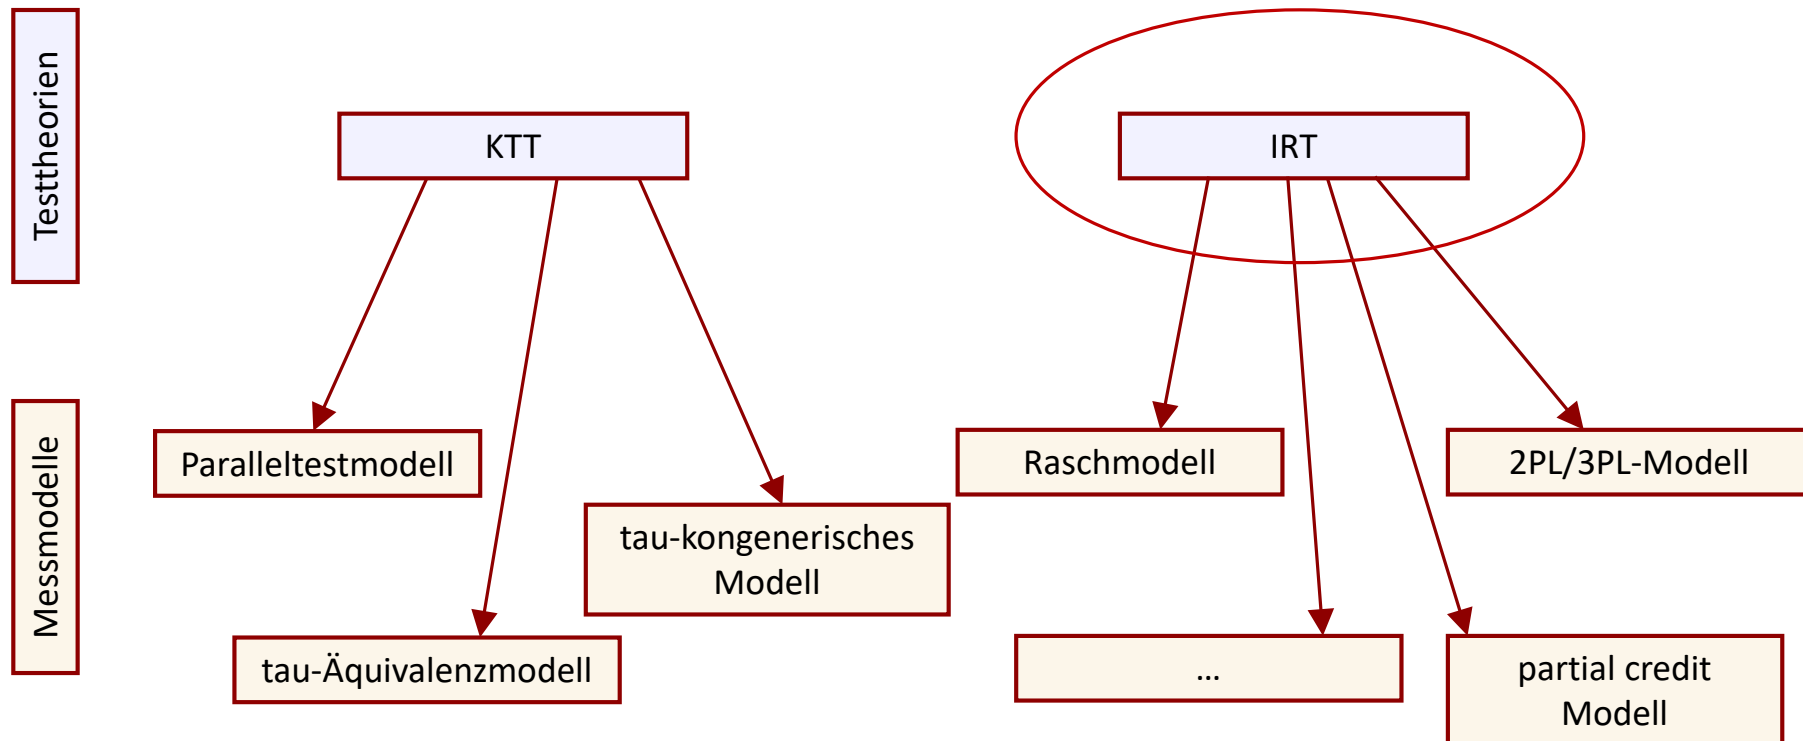 Testtheorien
KTT
IRT
Messmodelle
Paralleltestmodell
tau-kongenerisches
Modell
tau-Äquivalenzmodell
Raschmodell
2PL/3PL-Modell
...
partial credit
Modell